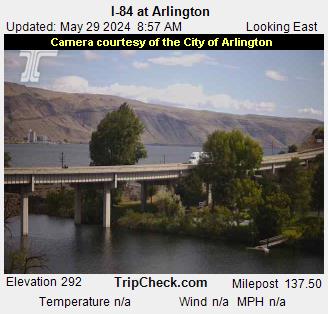 I-84 at Arlington
Updated: May 29 2024 8:57 AM Looking East
Camera courtesy of the City of Arlington
Elevation 292 TripCheck.com Milepost 137.50
Temperature n/a Wind n/a MPH n/a